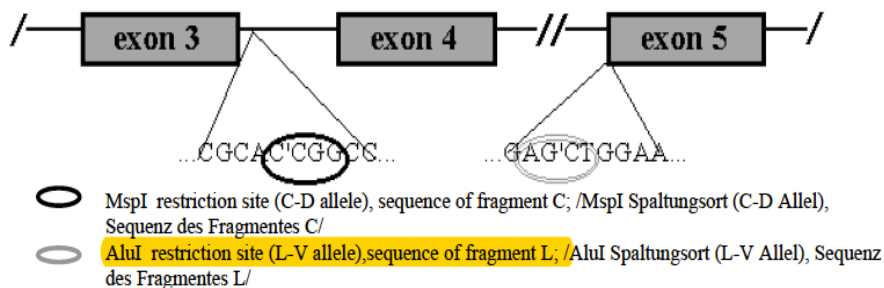 / exon 3 exon 4 // exon 5 /
...CGCAC'CGGCC... ...GAG'CTGGAA...
MspI restriction site (C-D allele), sequence of fragment C; /MspI Spaltungsort (C-D Allel),
Sequenz des Fragmentes C/
AluI restriction site (L-V allele),sequence of fragment L; /AluI Spaltungsort (L-V Allel), Sequenz
des Fragmentes L/